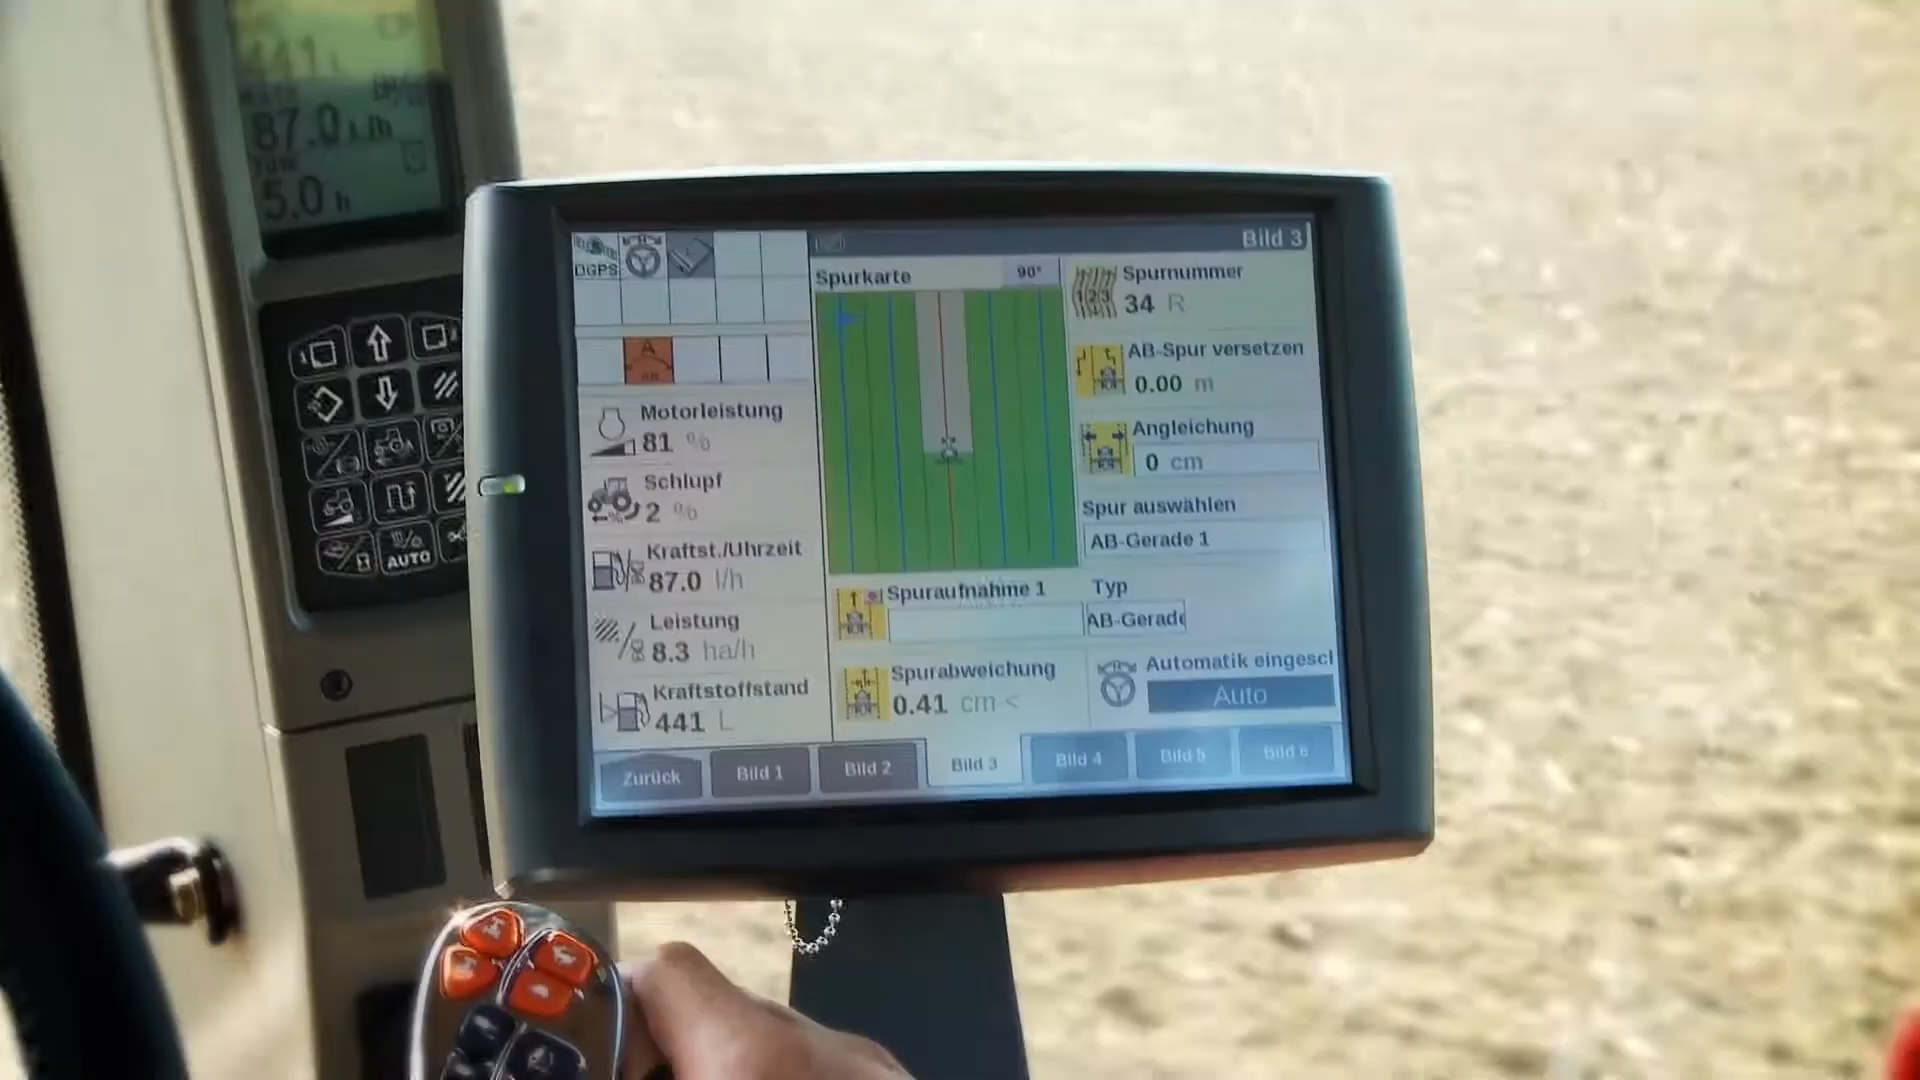 441 L
87.0 L/h
5.0 h
AUTO
DGPS
Bild 3
Spurkarte
90°
Spurnummer
34 R
AB-Spur versetzen
0.00 m
Angleichung
0 cm
Spur auswählen
AB-Gerade 1
A
Motorleistung
81 %
Schlupf
2 %
Kraftst./Uhrzeit
87.0 l/h
Leistung
8.3 ha/h
Kraftstoffstand
441 L
Spuraufnahme 1
Typ
AB-Gerade
Spurabweichung
0.41 cm <
Automatik eingescl
Auto
Zurück
Bild 1
Bild 2
Bild 3
Bild 4
Bild 5
Bild 6